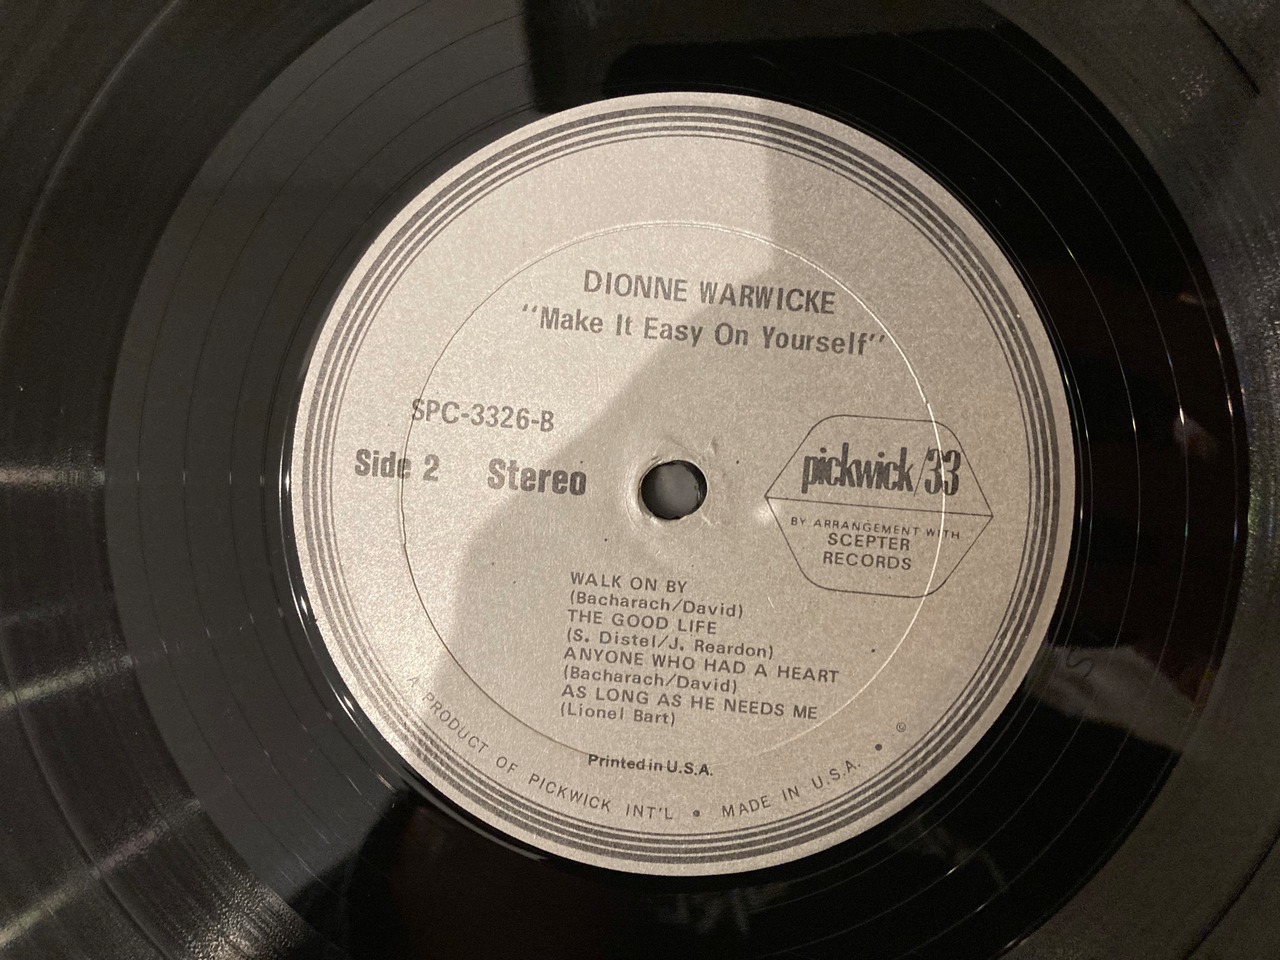 DIONNE WARWICKE
“Make It Easy On Yourself”
SPC-3326-B
Side 2 Stereo
pickwick/33
BY ARRANGEMENT WITH
SCEPTER
RECORDS
WALK ON BY
(Bacharach/David)
THE GOOD LIFE
(S. Distel/J. Reardon)
ANYONE WHO HAD A HEART
(Bacharach/David)
AS LONG AS HE NEEDS ME
(Lionel Bart)
Printed in U.S.A.
A PRODUCT OF PICKWICK INT'L • MADE IN U.S.A. • ©